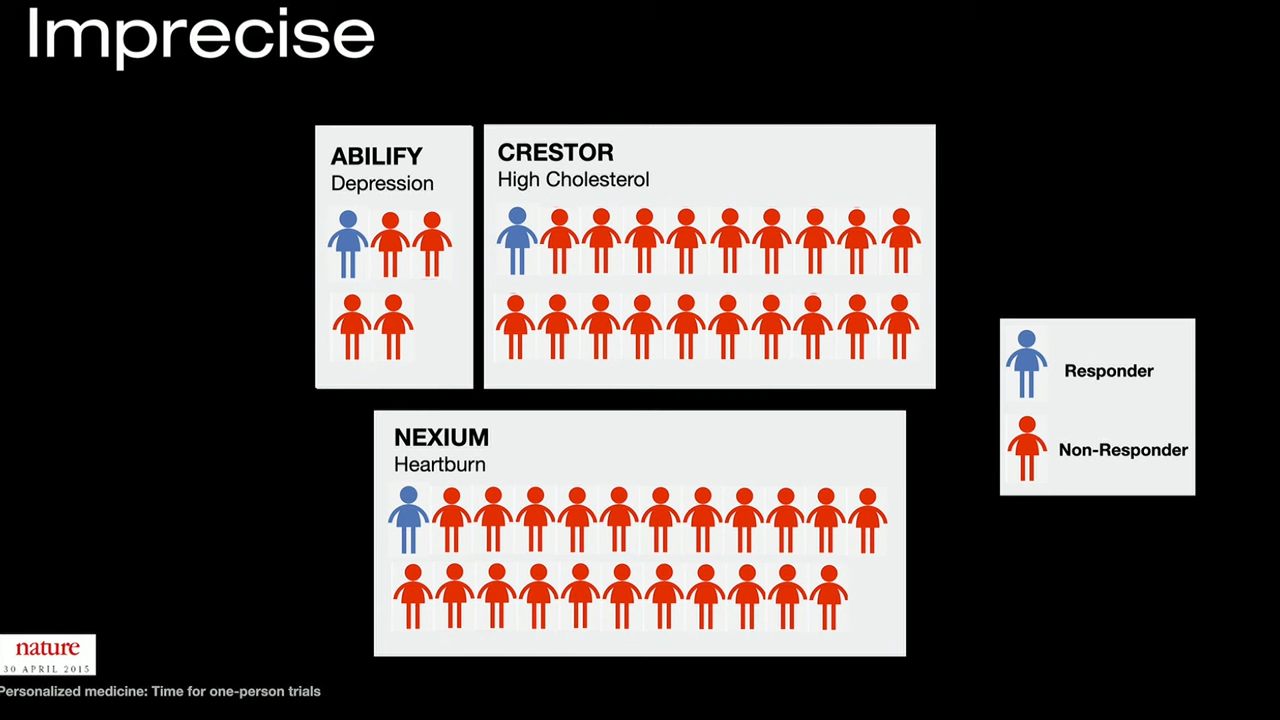 Imprecise
ABILIFY
Depression
CRESTOR
High Cholesterol
NEXIUM
Heartburn
Responder
Non-Responder
nature
30 APRIL 2015
Personalized medicine: Time for one-person trials